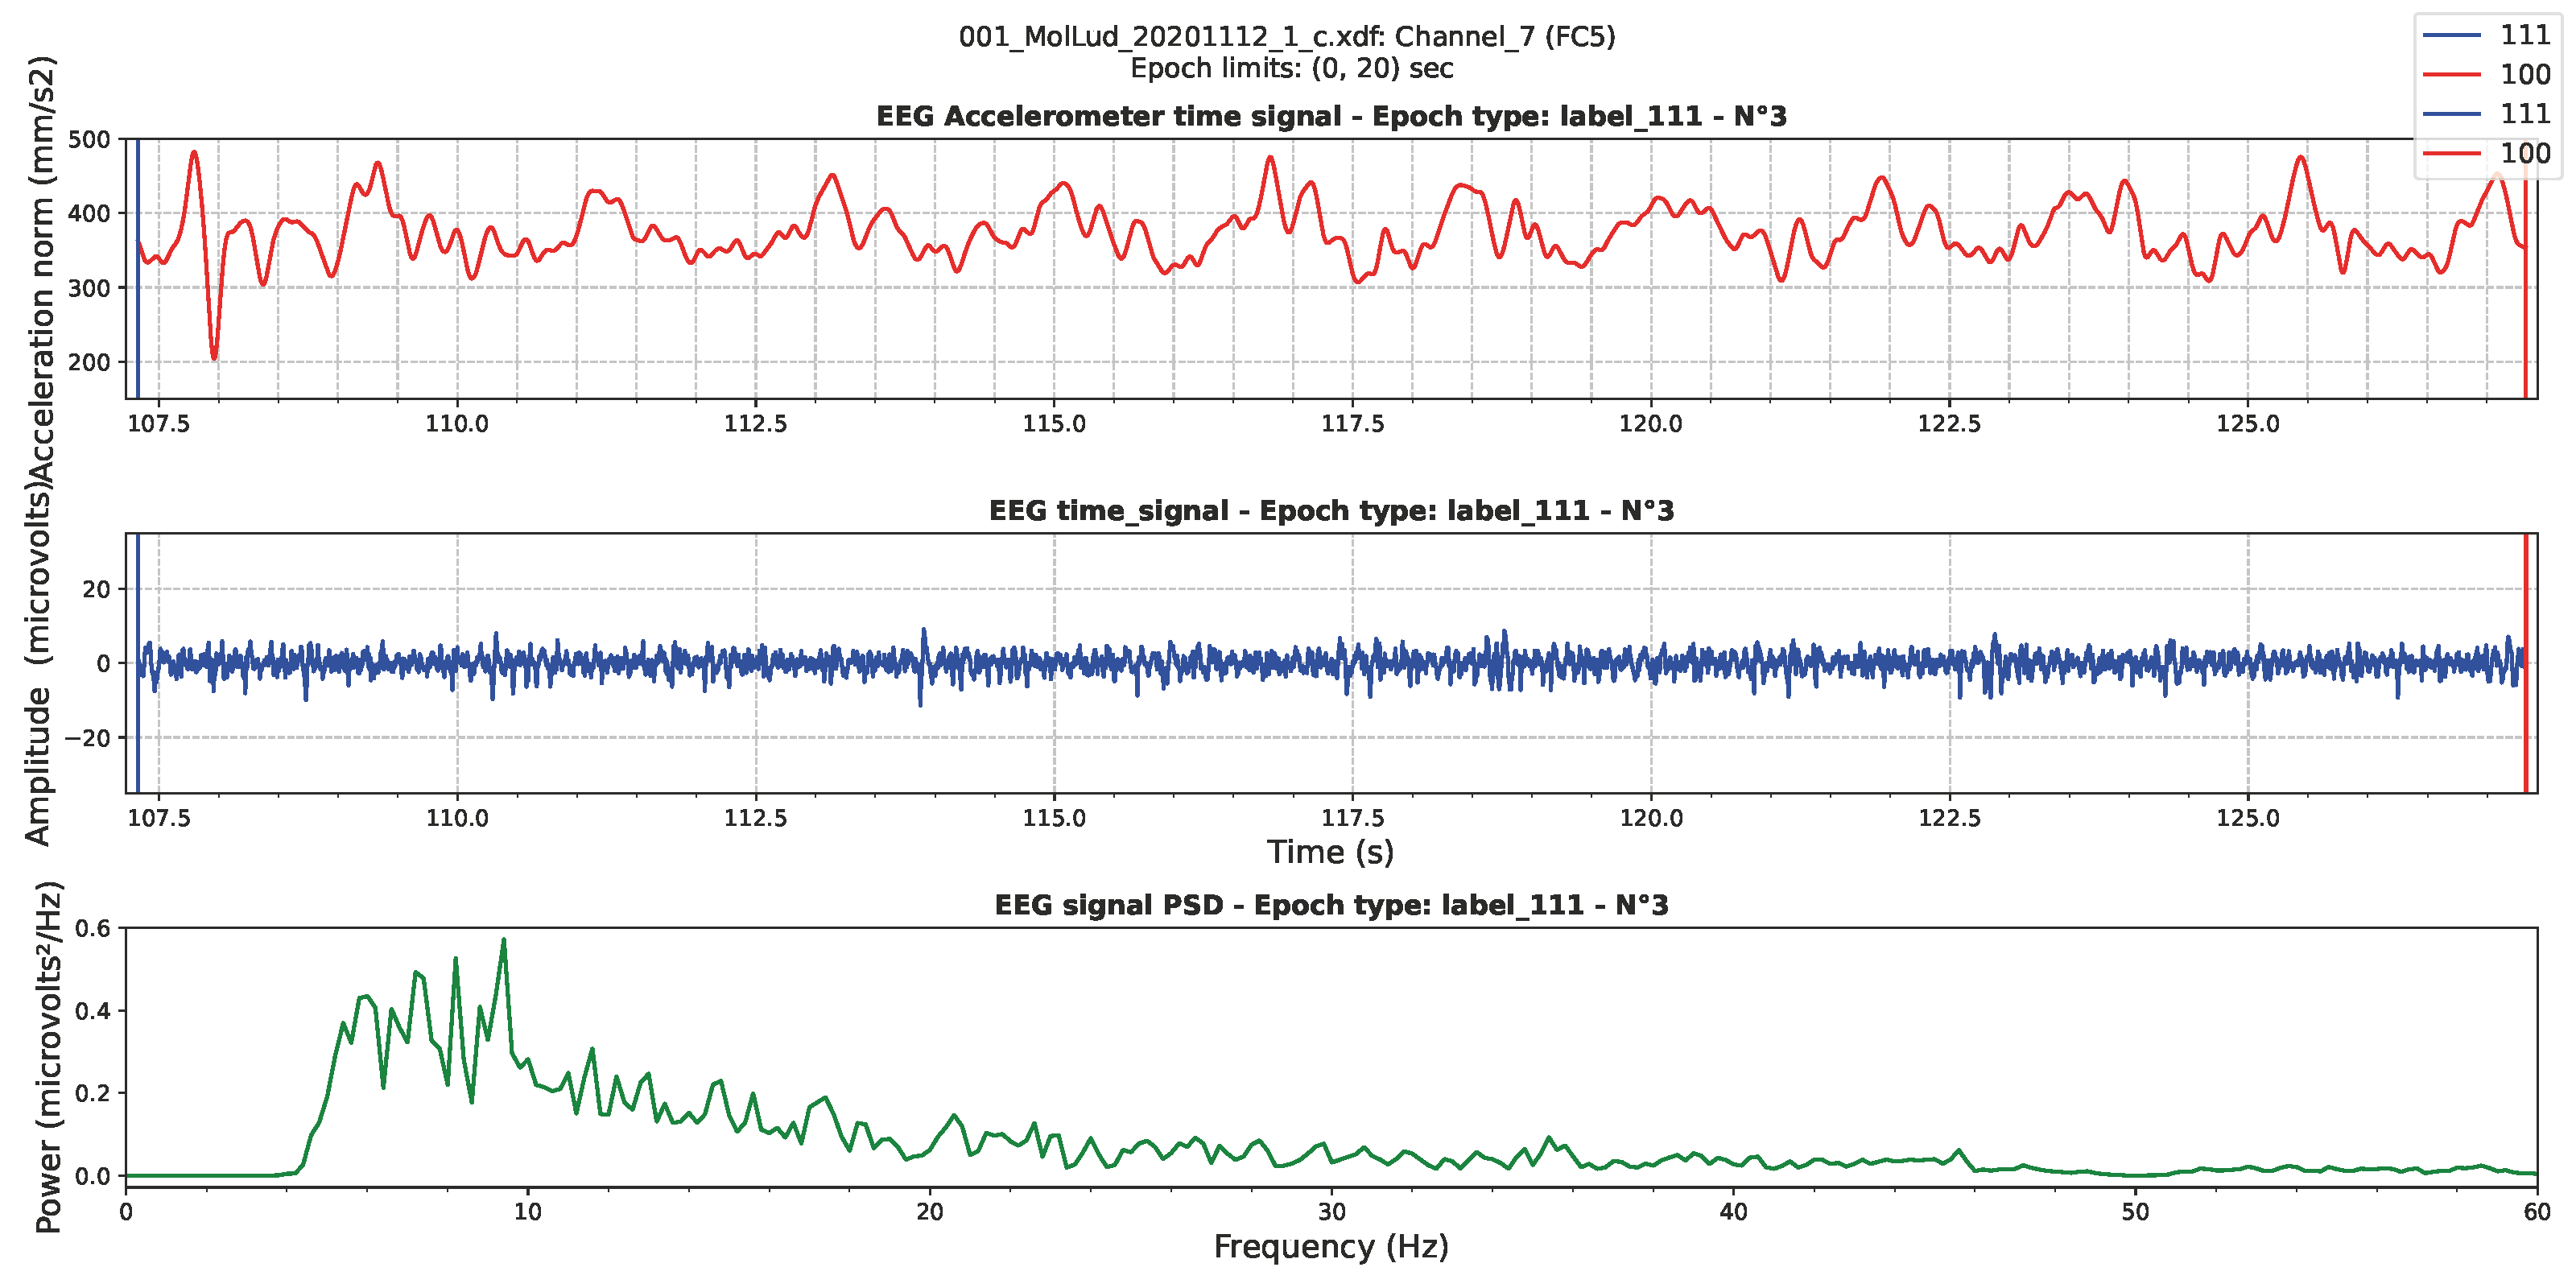 001_MolLud_20201112_1_c.xdf: Channel_7 (FC5)
Epoch limits: (0, 20) sec
111
100
111
100
EEG Accelerometer time signal - Epoch type: label_111 - N°3
Acceleration norm (mm/s2)
500
400
300
200
107.5 110.0 112.5 115.0 117.5 120.0 122.5 125.0
EEG time_signal - Epoch type: label_111 - N°3
Amplitude (microvolts)
20
0
−20
107.5 110.0 112.5 115.0 117.5 120.0 122.5 125.0
Time (s)
EEG signal PSD - Epoch type: label_111 - N°3
Power (microvolts²/Hz)
0.6
0.4
0.2
0.0
0 10 20 30 40 50 60
Frequency (Hz)